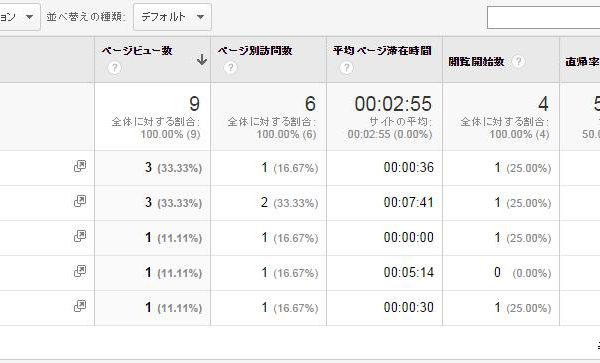 ョン 並べ替えの種類: デフォルト
ページビュー数 ページ別訪問数 平均ページ滞在時間 閲覧開始数 直帰率
? ? ? ?
9 6 00:02:55 4 5
全体に対する割合: 全体に対する割合: サイトの平均: 全体に対する割合:
100.00% (9) 100.00% (6) 00:02:55 (0.00%) 100.00% (4) 50.0
3 (33.33%) 1 (16.67%) 00:00:36 1 (25.00%)
3 (33.33%) 2 (33.33%) 00:07:41 1 (25.00%)
1 (11.11%) 1 (16.67%) 00:00:00 1 (25.00%)
1 (11.11%) 1 (16.67%) 00:05:14 0 (0.00%)
1 (11.11%) 1 (16.67%) 00:00:30 1 (25.00%)